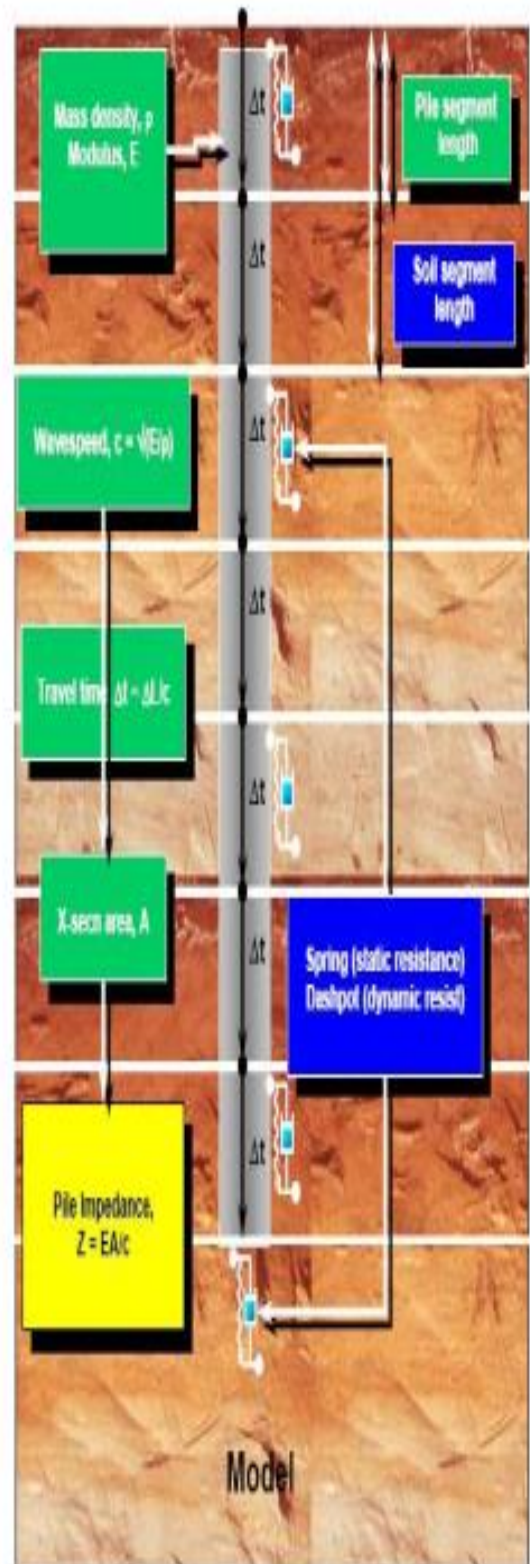 Δt
Mass density, ρ
Modulus, E
Pile segment
length
Δt
Soil segment
length
Δt
Wavespeed, c = √(E/ρ)
Δt
Travel time, Δt = ΔL/c
Δt
X-secn area, A
Δt
Spring (static resistance)
Dashpot (dynamic resist)
Δt
Pile Impedance,
Z = EA/c
Model